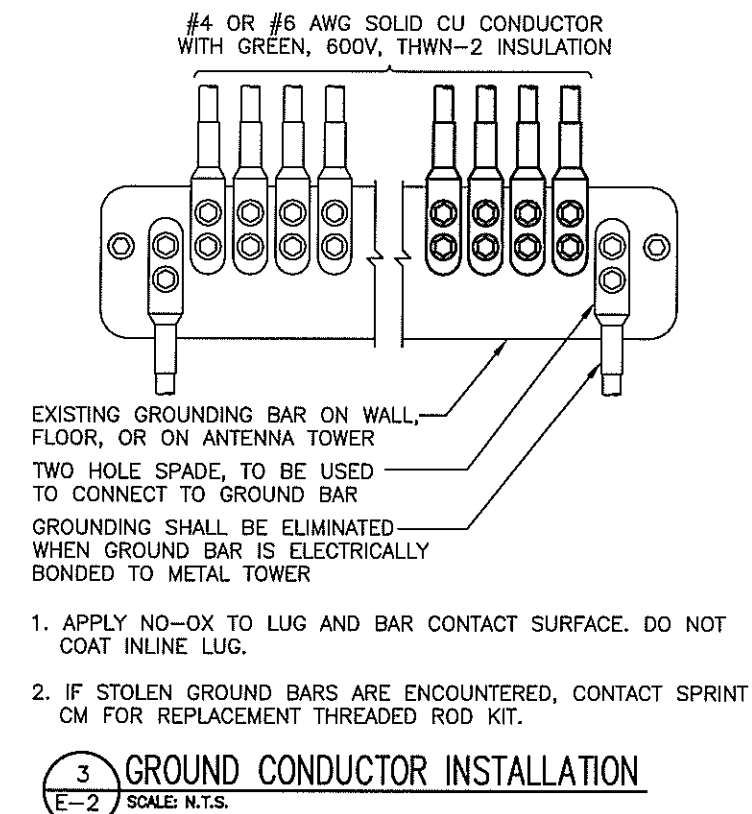 #4 OR #6 AWG SOLID CU CONDUCTOR
WITH GREEN, 600V, THWN-2 INSULATION
EXISTING GROUNDING BAR ON WALL,
FLOOR, OR ON ANTENNA TOWER
TWO HOLE SPADE, TO BE USED
TO CONNECT TO GROUND BAR
GROUNDING SHALL BE ELIMINATED
WHEN GROUND BAR IS ELECTRICALLY
BONDED TO METAL TOWER
1. APPLY NO-OX TO LUG AND BAR CONTACT SURFACE. DO NOT
COAT INLINE LUG.
2. IF STOLEN GROUND BARS ARE ENCOUNTERED, CONTACT SPRINT
CM FOR REPLACEMENT THREADED ROD KIT.
3 GROUND CONDUCTOR INSTALLATION
E-2 SCALE: N.T.S.